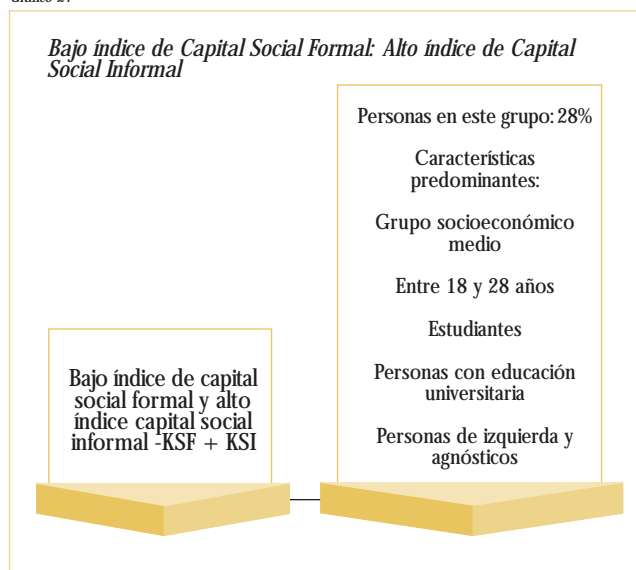 Bajo índice de Capital Social Formal: Alto índice de Capital
Social Informal
Personas en este grupo: 28%
Características
predominantes:
Grupo socioeconómico
medio
Entre 18 y 28 años
Estudiantes
Personas con educación
universitaria
Personas de izquierda y
agnósticos
Bajo índice de capital
social formal y alto
índice capital social
informal -KSF + KSI